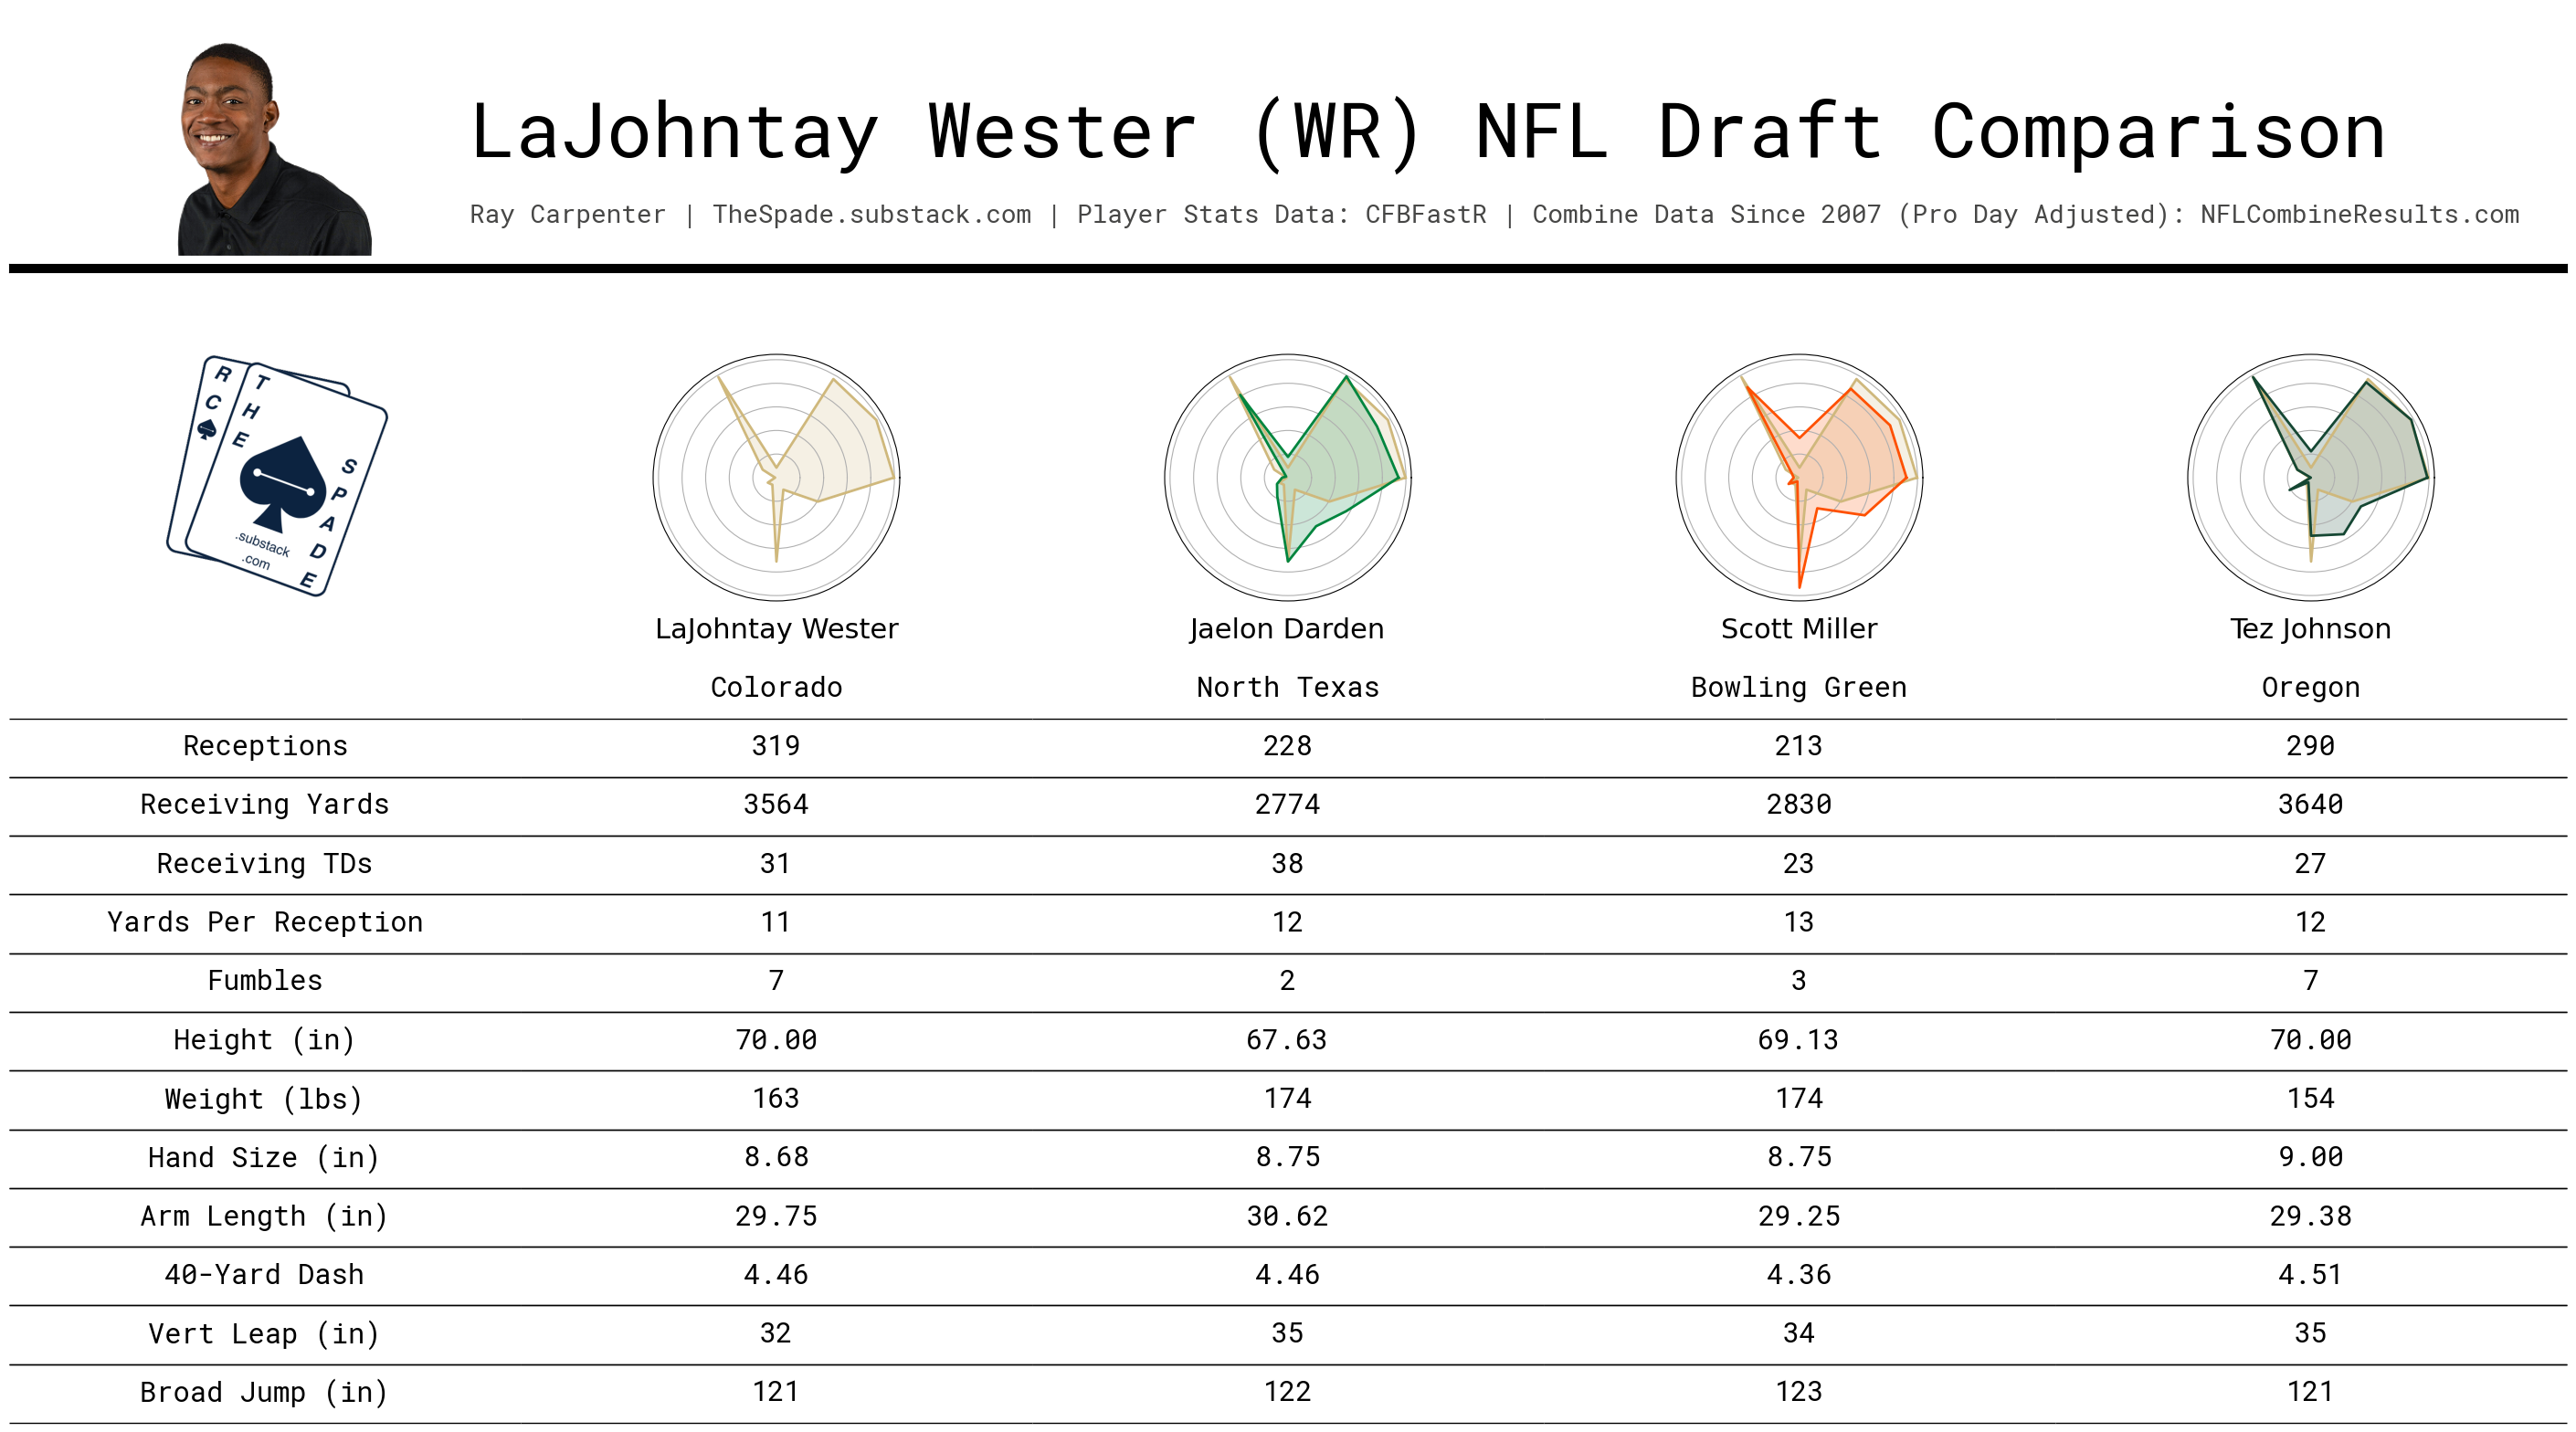 LaJohntay Wester (WR) NFL Draft Comparison
Ray Carpenter | TheSpade.substack.com | Player Stats Data: CFBFastR | Combine Data Since 2007 (Pro Day Adjusted): NFLCombineResults.com
RC
THE
SPADE
.substack
.com
LaJohntay Wester Jaelon Darden Scott Miller Tez Johnson
Colorado North Texas Bowling Green Oregon
Receptions 319 228 213 290
Receiving Yards 3564 2774 2830 3640
Receiving TDs 31 38 23 27
Yards Per Reception 11 12 13 12
Fumbles 7 2 3 7
Height (in) 70.00 67.63 69.13 70.00
Weight (lbs) 163 174 174 154
Hand Size (in) 8.68 8.75 8.75 9.00
Arm Length (in) 29.75 30.62 29.25 29.38
40-Yard Dash 4.46 4.46 4.36 4.51
Vert Leap (in) 32 35 34 35
Broad Jump (in) 121 122 123 121